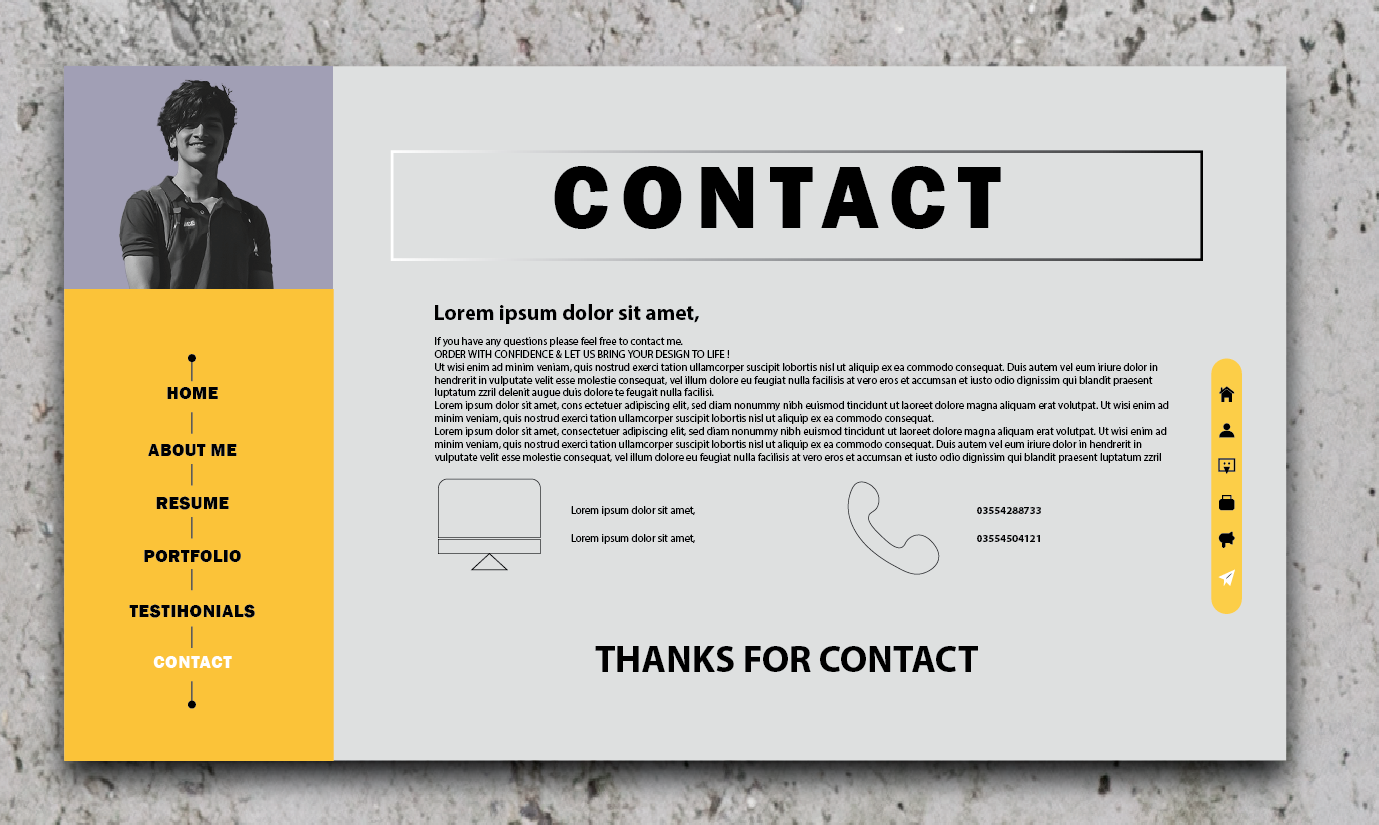 CONTACT
HOME
ABOUT ME
RESUME
PORTFOLIO
TESTIHONIALS
CONTACT
Lorem ipsum dolor sit amet,
If you have any questions please feel free to contact me.
ORDER WITH CONFIDENCE & LET US BRING YOUR DESIGN TO LIFE !
Ut wisi enim ad minim veniam, quis nostrud exerci tation ullamcorper suscipit lobortis nisl ut aliquip ex ea commodo consequat. Duis autem vel eum iriure dolor in
hendrerit in vulputate velit esse molestie consequat, vel illum dolore eu feugiat nulla facilisis at vero eros et accumsan et iusto odio dignissim qui blandit praesent
luptatum zzril delenit augue duis dolore te feugait nulla facilisi.
Lorem ipsum dolor sit amet, cons ectetuer adipiscing elit, sed diam nonummy nibh euismod tincidunt ut laoreet dolore magna aliquam erat volutpat. Ut wisi enim ad
minim veniam, quis nostrud exerci tation ullamcorper suscipit lobortis nisl ut aliquip ex ea commodo consequat.
Lorem ipsum dolor sit amet, consectetuer adipiscing elit, sed diam nonummy nibh euismod tincidunt ut laoreet dolore magna aliquam erat volutpat. Ut wisi enim ad
minim veniam, quis nostrud exerci tation ullamcorper suscipit lobortis nisl ut aliquip ex ea commodo consequat. Duis autem vel eum iriure dolor in hendrerit in
vulputate velit esse molestie consequat, vel illum dolore eu feugiat nulla facilisis at vero eros et accumsan et iusto odio dignissim qui blandit praesent luptatum zzril
Lorem ipsum dolor sit amet,
Lorem ipsum dolor sit amet,
03554288733
03554504121
THANKS FOR CONTACT